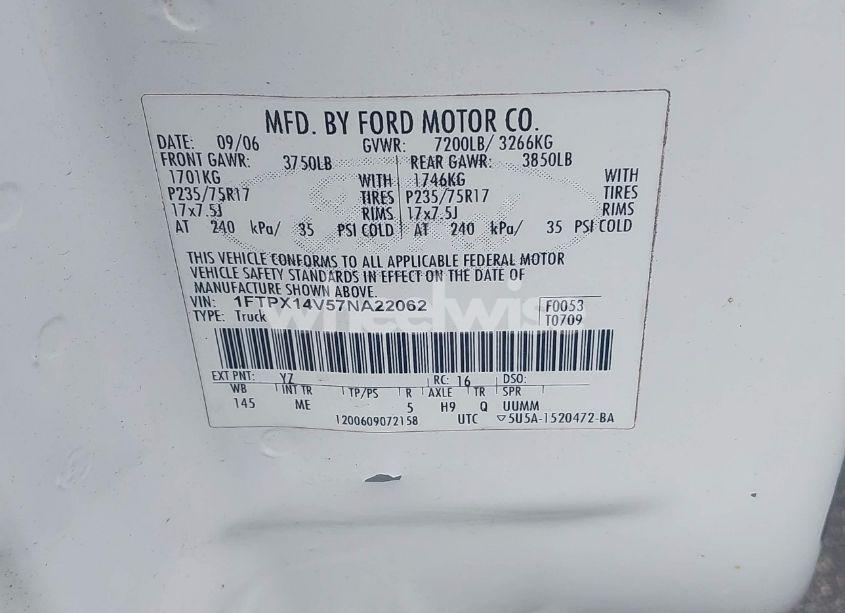 MFD. BY FORD MOTOR CO.
DATE: 09/06 GVWR: 7200LB/ 3266KG
FRONT GAWR: 3750LB REAR GAWR: 3850LB
1701KG WITH 1746KG WITH
P235/75R17 TIRES P235/75R17 TIRES
17x7.5J RIMS 17x7.5J RIMS
AT 240 kPa/ 35 PSI COLD AT 240 kPa/ 35 PSI COLD
THIS VEHICLE CONFORMS TO ALL APPLICABLE FEDERAL MOTOR
VEHICLE SAFETY STANDARDS IN EFFECT ON THE DATE OF
MANUFACTURE SHOWN ABOVE.
VIN: 1FTPX14V57NA22062 F0053
TYPE: Truck T0709
wheelwise
EXT PNT: YZ RC: 16 DSO:
WB INT TR TP/PS R AXLE TR SPR
145 ME 5 H9 Q UUMM
1200609072158 UTC ▽5U5A-1520472-BA